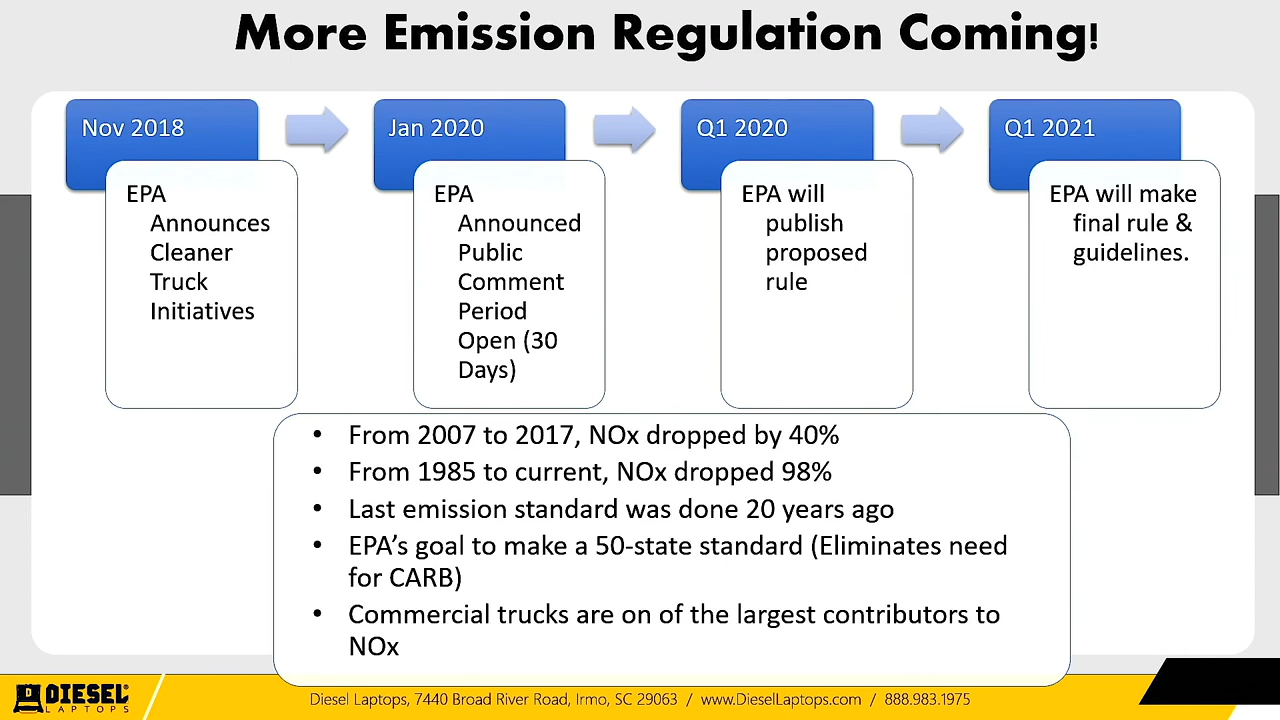 More Emission Regulation Coming!
Nov 2018
EPA
Announces
Cleaner
Truck
Initiatives
Jan 2020
EPA
Announced
Public
Comment
Period
Open (30
Days)
Q1 2020
EPA will
publish
proposed
rule
Q1 2021
EPA will make
final rule &
guidelines.
• From 2007 to 2017, NOx dropped by 40%
• From 1985 to current, NOx dropped 98%
• Last emission standard was done 20 years ago
• EPA’s goal to make a 50-state standard (Eliminates need
for CARB)
• Commercial trucks are on of the largest contributors to
NOx
DIESEL
LAPTOPS
Diesel Laptops, 7440 Broad River Road, Irmo, SC 29063 / www.DieselLaptops.com / 888.983.1975